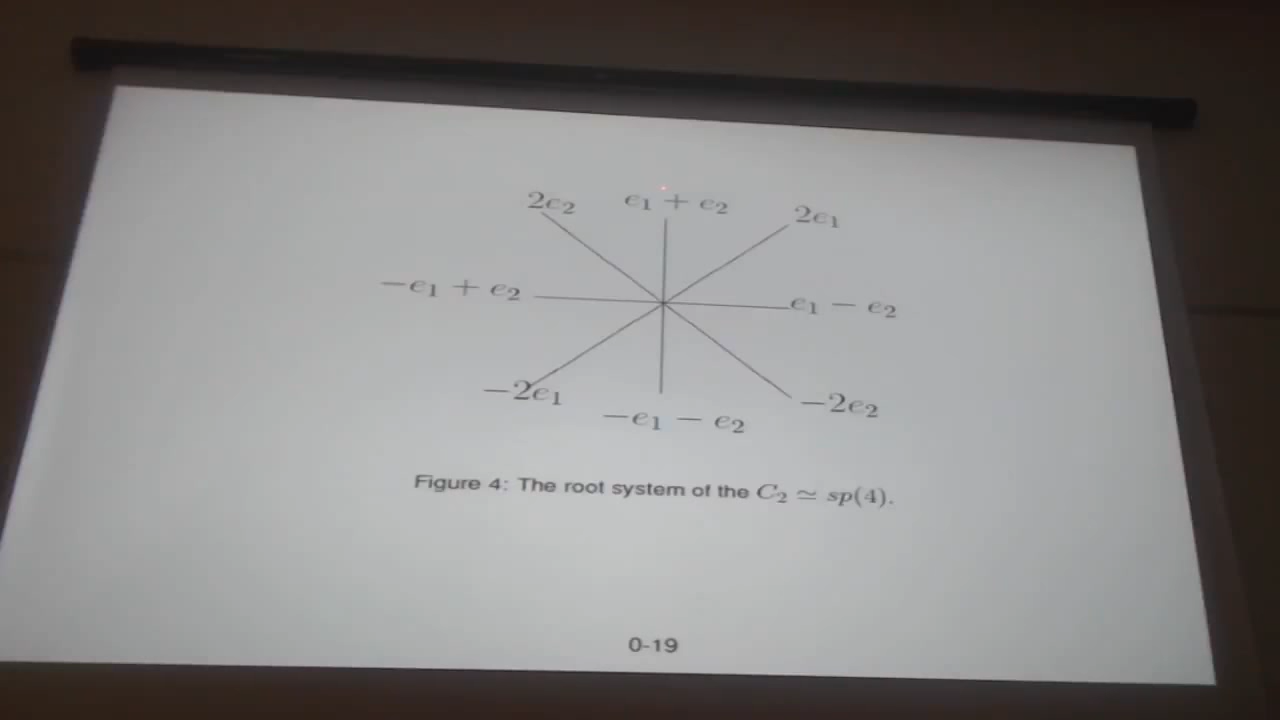 2e₂ e₁ + e₂ 2e₁
−e₁ + e₂ e₁ − e₂
−2e₁ −e₁ − e₂ −2e₂
Figure 4: The root system of the C₂ ≃ sp(4).
0-19